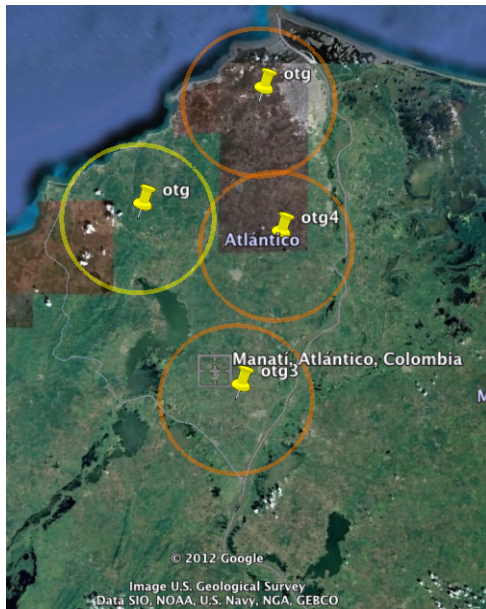 otg
otg
otg4
Atlántico
Manatí, Atlántico, Colombia
otg3
M
© 2012 Google
Image U.S. Geological Survey
Data SIO, NOAA, U.S. Navy, NGA, GEBCO